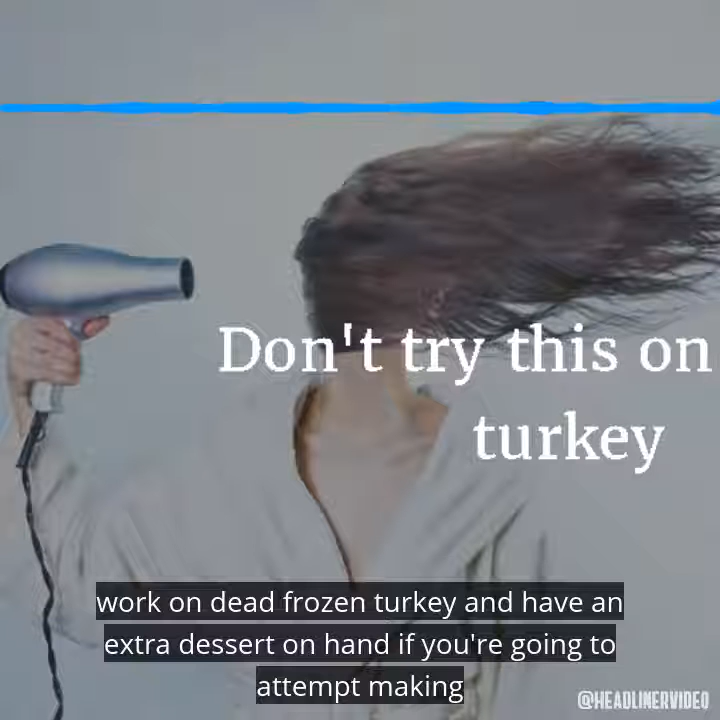 Don't try this on
turkey
work on dead frozen turkey and have an
extra dessert on hand if you're going to
attempt making
@HEADLINERVIDEO